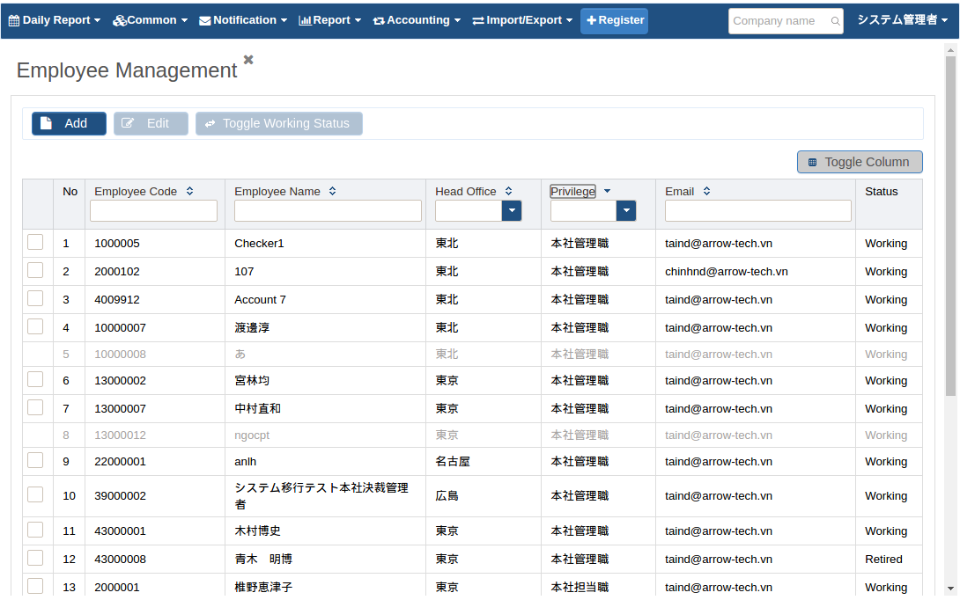 Daily Report Common Notification Report Accounting Import/Export Register Company name システム管理者
Employee Management
Add Edit Toggle Working Status
Toggle Column
No Employee Code Employee Name Head Office Privilege Email Status
1 1000005 Checker1 東北 本社管理職 taind@arrow-tech.vn Working
2 2000102 107 東北 本社管理職 chinhnd@arrow-tech.vn Working
3 4009912 Account 7 東北 本社管理職 taind@arrow-tech.vn Working
4 10000007 渡邊淳 東北 本社管理職 taind@arrow-tech.vn Working
5 10000008 あ 東北 本社管理職 taind@arrow-tech.vn Working
6 13000002 宮林均 東京 本社管理職 taind@arrow-tech.vn Working
7 13000007 中村直和 東京 本社管理職 taind@arrow-tech.vn Working
8 13000012 ngocpt 東京 本社管理職 taind@arrow-tech.vn Working
9 22000001 anlh 名古屋 本社管理職 taind@arrow-tech.vn Working
10 39000002 システム移行テスト本社決裁管理 広島 本社管理職 taind@arrow-tech.vn Working
者
11 43000001 木村博史 東京 本社管理職 taind@arrow-tech.vn Working
12 43000008 青木　明博 東京 本社管理職 taind@arrow-tech.vn Retired
13 2000001 椎野恵津子 東京 本社担当職 taind@arrow-tech.vn Working